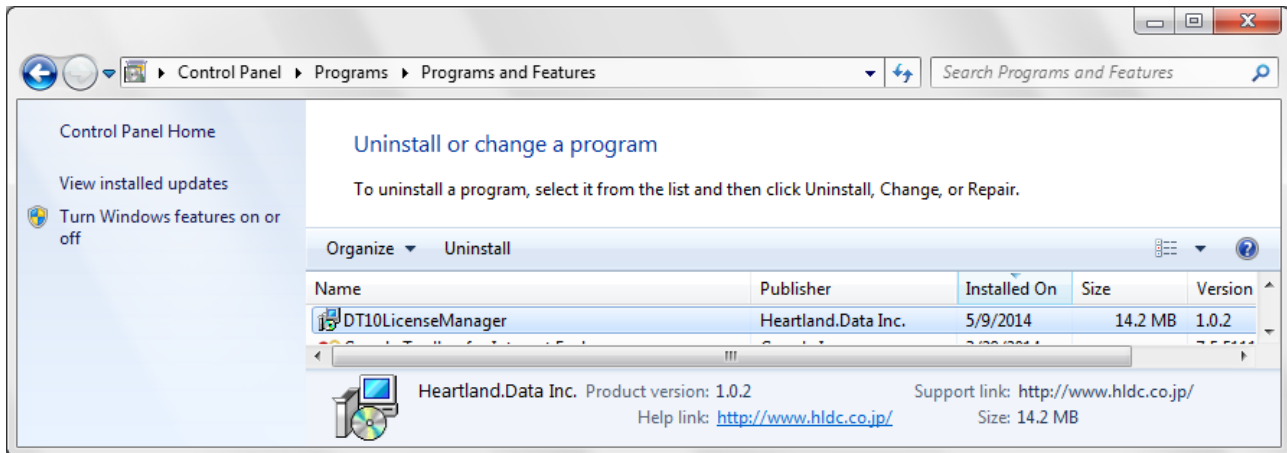 Control Panel ▸ Programs ▸ Programs and Features
Search Programs and Features
Control Panel Home
View installed updates
Turn Windows features on or
off
Uninstall or change a program
To uninstall a program, select it from the list and then click Uninstall, Change, or Repair.
Organize Uninstall
Name Publisher Installed On Size Version
DT10LicenseManager Heartland.Data Inc. 5/9/2014 14.2 MB 1.0.2
Heartland.Data Inc. Product version: 1.0.2 Support link: http://www.hldc.co.jp/
Help link: http://www.hldc.co.jp/ Size: 14.2 MB